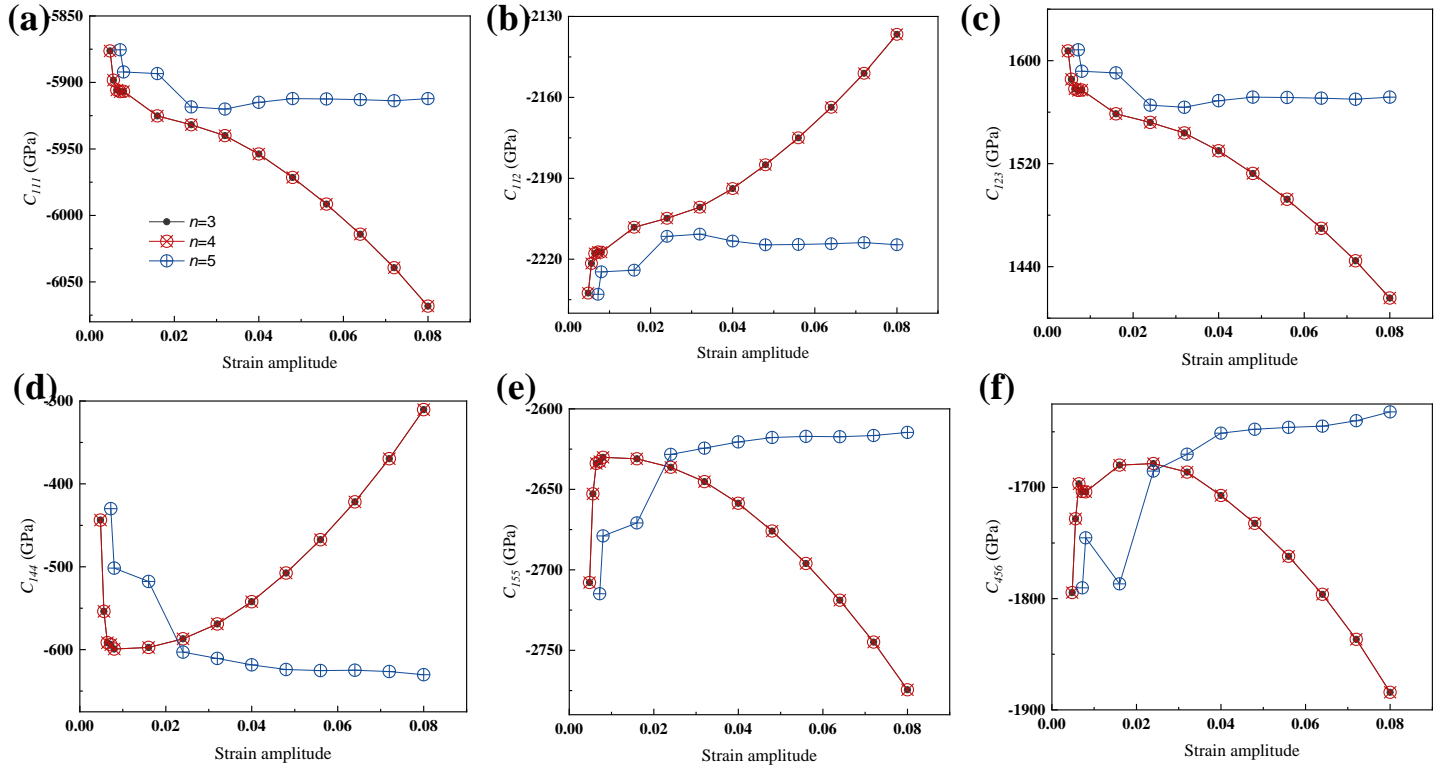 (a)
-5850
-5900
-5950
-6000
-6050
C111 (GPa)
n=3
n=4
n=5
0.00 0.02 0.04 0.06 0.08
Strain amplitude
(b)
-2130
-2160
-2190
-2220
C112 (GPa)
0.00 0.02 0.04 0.06 0.08
Strain amplitude
(c)
1600
1520
1440
C123 (GPa)
0.00 0.02 0.04 0.06 0.08
Strain amplitude
(d)
-300
-400
-500
-600
C144 (GPa)
0.00 0.02 0.04 0.06 0.08
Strain amplitude
(e)
-2600
-2650
-2700
-2750
C155 (GPa)
0.00 0.02 0.04 0.06 0.08
Strain amplitude
(f)
-1700
-1800
-1900
C456 (GPa)
0.00 0.02 0.04 0.06 0.08
Strain amplitude